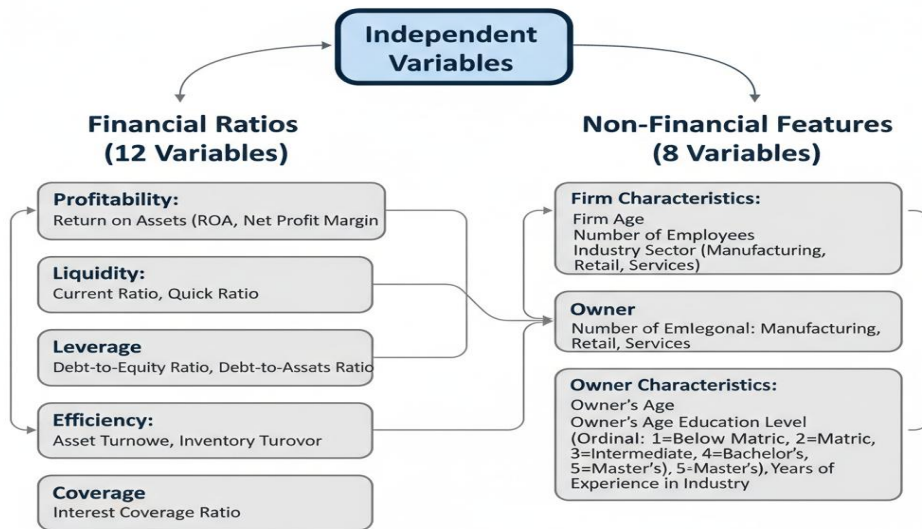 Independent
Variables
Financial Ratios
(12 Variables)
Profitability:
Return on Assets (ROA, Net Profit Margin
Liquidity:
Current Ratio, Quick Ratio
Leverage
Debt-to-Equity Ratio, Debt-to-Assets Ratio
Efficiency:
Asset Turnowe, Inventory Turovor
Coverage
Interest Coverage Ratio
Non-Financial Features
(8 Variables)
Firm Characteristics:
Firm Age
Number of Employees
Industry Sector (Manufacturing,
Retail, Services)
Owner
Number of Emlegonal: Manufacturing,
Retail, Services
Owner Characteristics:
Owner's Age
Owner's Age Education Level
(Ordinal: 1=Below Matric, 2=Matric,
3=Intermediate, 4=Bachelor's,
5=Master's), 5=Master's), Years of
Experience in Industry